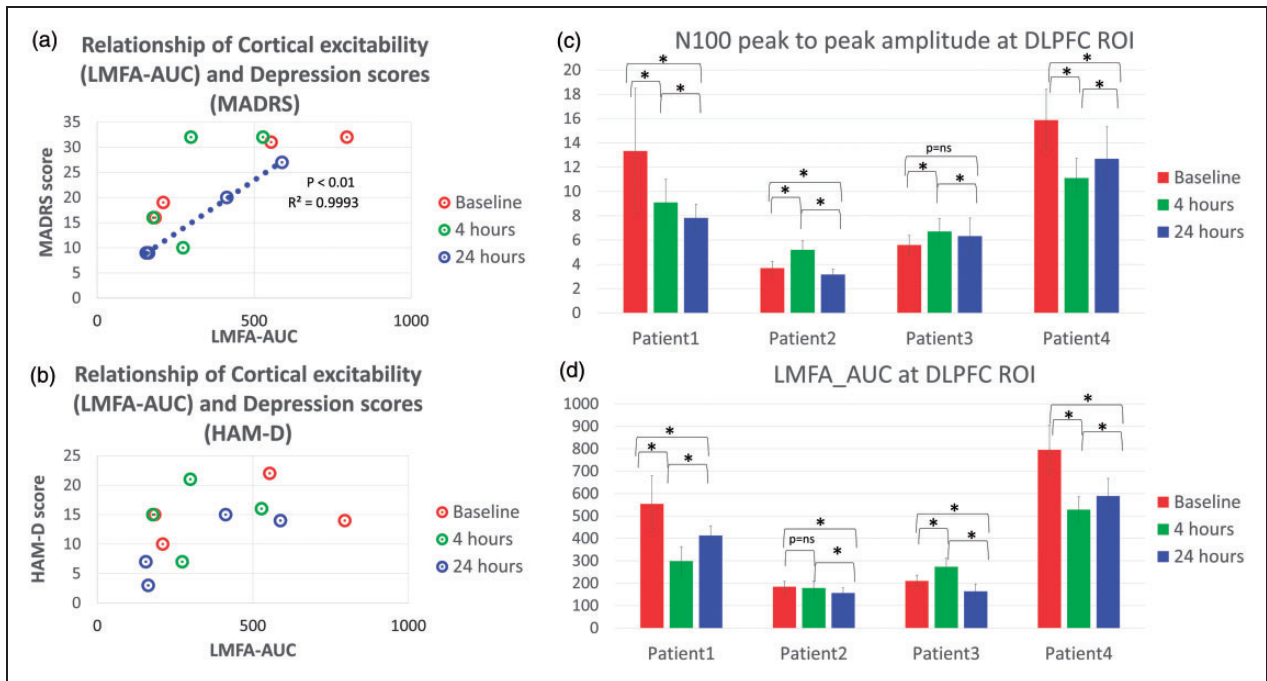 (a)
Relationship of Cortical excitability
(LMFA-AUC) and Depression scores
(MADRS)
MADRS score
35
30
25
20
15
10
5
0
P < 0.01
R² = 0.9993
0 500 1000
LMFA-AUC
Baseline
4 hours
24 hours
(b)
Relationship of Cortical excitability
(LMFA-AUC) and Depression scores
(HAM-D)
HAM-D score
25
20
15
10
5
0
0 500 1000
LMFA-AUC
Baseline
4 hours
24 hours
(c)
N100 peak to peak amplitude at DLPFC ROI
20
18
16
14
12
10
8
6
4
2
0
*
* *
*
* *
p=ns
* *
*
* *
Patient1 Patient2 Patient3 Patient4
Baseline
4 hours
24 hours
(d)
LMFA_AUC at DLPFC ROI
1000
900
800
700
600
500
400
300
200
100
0
*
* *
*
p=ns *
*
* *
*
* *
Patient1 Patient2 Patient3 Patient4
Baseline
4 hours
24 hours